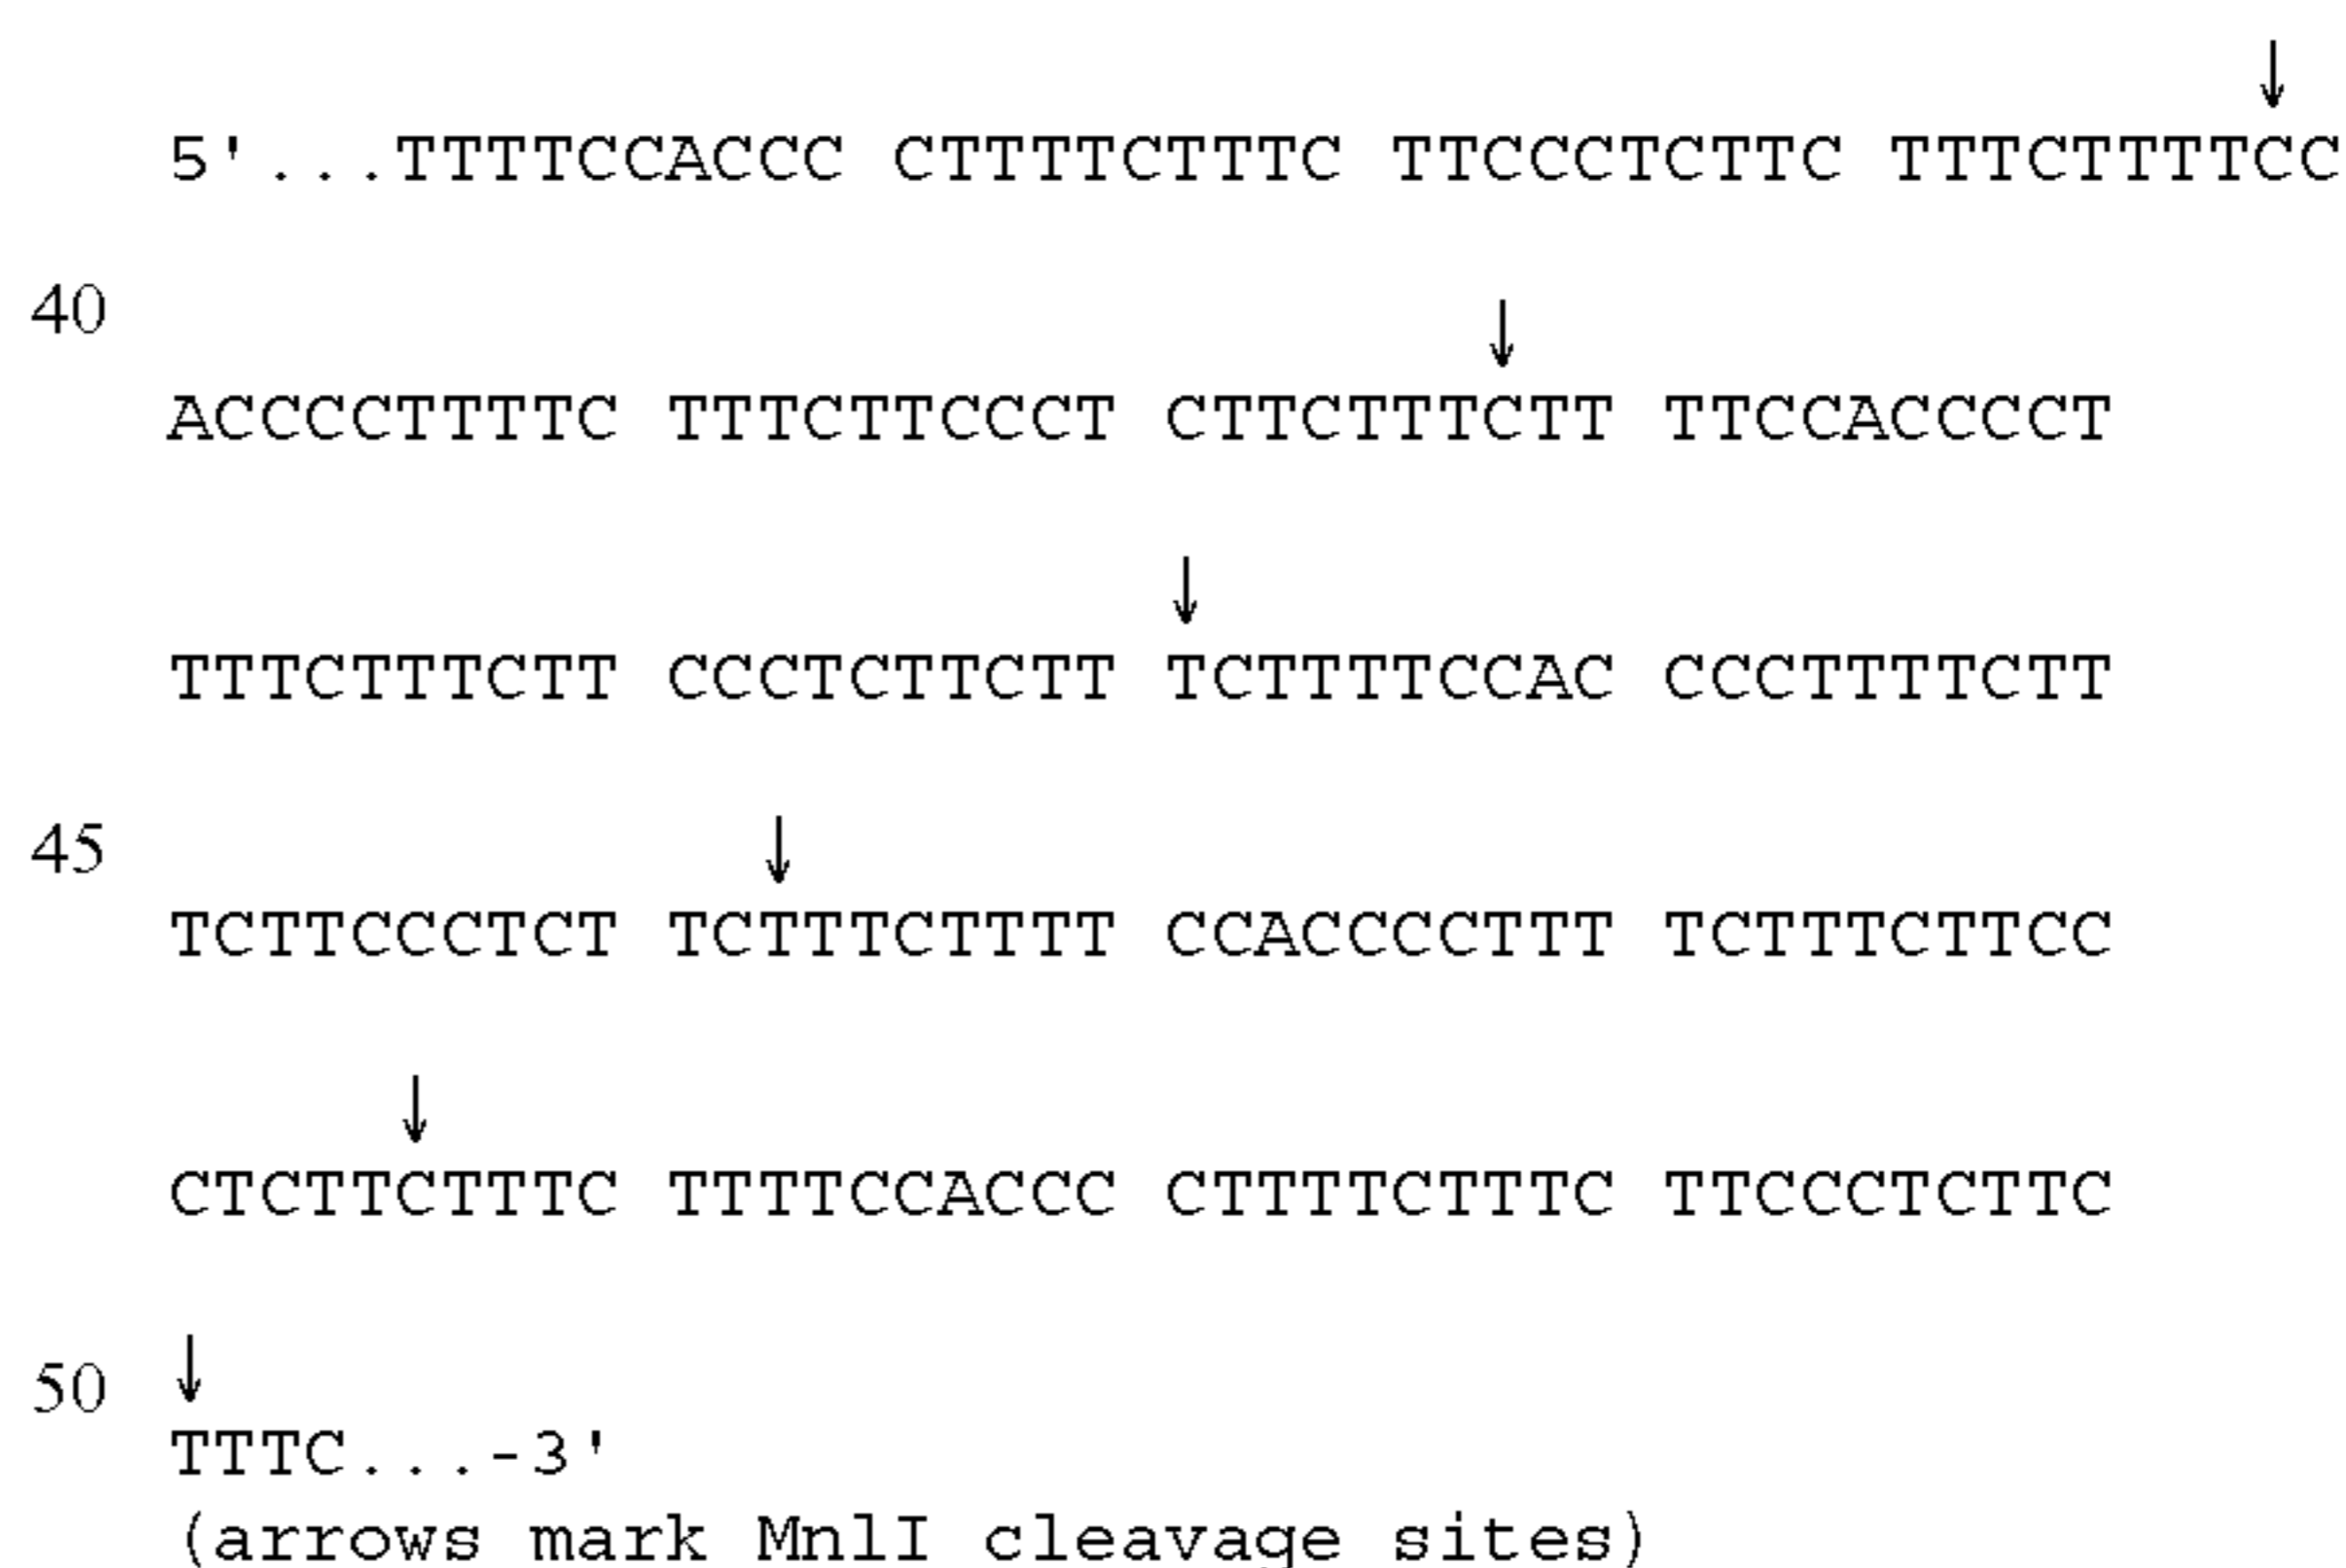 ↓
5'...TTTTCCACCC CTTTTCTTTC TTCCCTCTTC TTTCTTTTCC
40 ↓
ACCCCTTTTC TTTCTTCCCT CTTCTTTCTT TTCCACCCCT
↓
TTTCTTTCTT CCCTCTTCTT TCTTTTCCAC CCCTTTTCTT
45 ↓
TCTTCCCTCT TCTTTCTTTT CCACCCCTTT TCTTTCTTCC
↓
CTCTTCTTTC TTTTCCACCC CTTTTCTTTC TTCCCTCTTC
50 ↓
TTTC...-3'
(arrows mark MnlI cleavage sites)